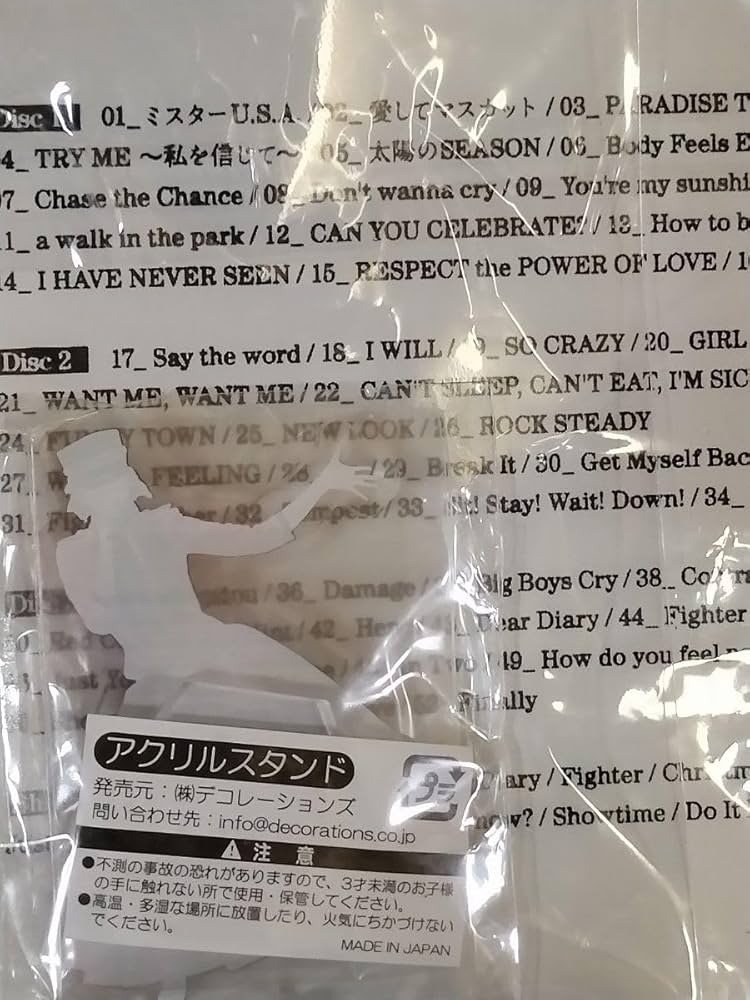 Disc 1 01_ ミスターU.S.A. / 02_ 愛してマスカット / 03_ PARADISE T
4_ TRY ME ～私を信じて～ 05_ 太陽のSEASON / 06_ Body Feels E
07_ Chase the Chance / 08_ Don't wanna cry / 09_ You're my sunshi
11_ a walk in the park / 12_ CAN YOU CELEBRATE? / 13_ How to b
14_ I HAVE NEVER SEEN / 15_ RESPECT the POWER OF LOVE / 1
Disc 2 17_ Say the word / 18_ I WILL / 19_ SO CRAZY / 20_ GIRL
21_ WANT ME, WANT ME / 22_ CAN'T SLEEP, CAN'T EAT, I'M SIC
24_ TOWN / 25_ NEW LOOK / 26_ ROCK STEADY
27_ FEELING / 28_ / 29_ Break It / 30_ Get Myself Bac
31_ / 32_ / 33_ Sit! Stay! Wait! Down! / 34_
/ 36_ Damage / Big Boys Cry / 38_
/ 42_ Dear Diary / 44_ Fighter
49_ How do you feel
Finally
Diary / Fighter / Christm
now? / Showtime / Do It
アクリルスタンド
発売元：㈱デコレーションズ
問い合わせ先：info@decorations.co.jp
プラ
注 意
●不測の事故の恐れがありますので、3才未満のお子様
の手に触れない所で使用・保管してください。
●高温・多湿な場所に放置したり、火気にちかづけない
でください。
MADE IN JAPAN